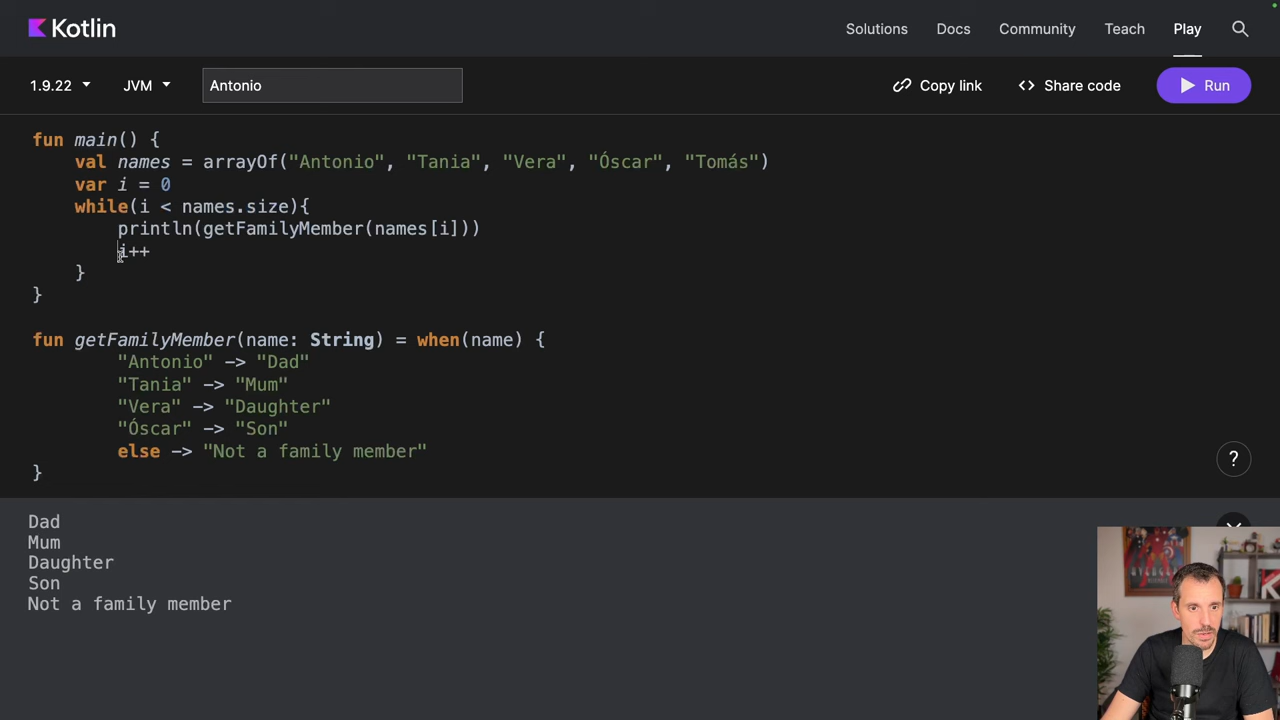 Kotlin
Solutions Docs Community Teach Play
1.9.22 JVM Antonio Copy link Share code Run
fun main() {
    val names = arrayOf("Antonio", "Tania", "Vera", "Óscar", "Tomás")
    var i = 0
    while(i < names.size){
        println(getFamilyMember(names[i]))
        i++
    }
}
fun getFamilyMember(name: String) = when(name) {
        "Antonio" -> "Dad"
        "Tania" -> "Mum"
        "Vera" -> "Daughter"
        "Óscar" -> "Son"
        else -> "Not a family member"
}
?
Dad
Mum
Daughter
Son
Not a family member